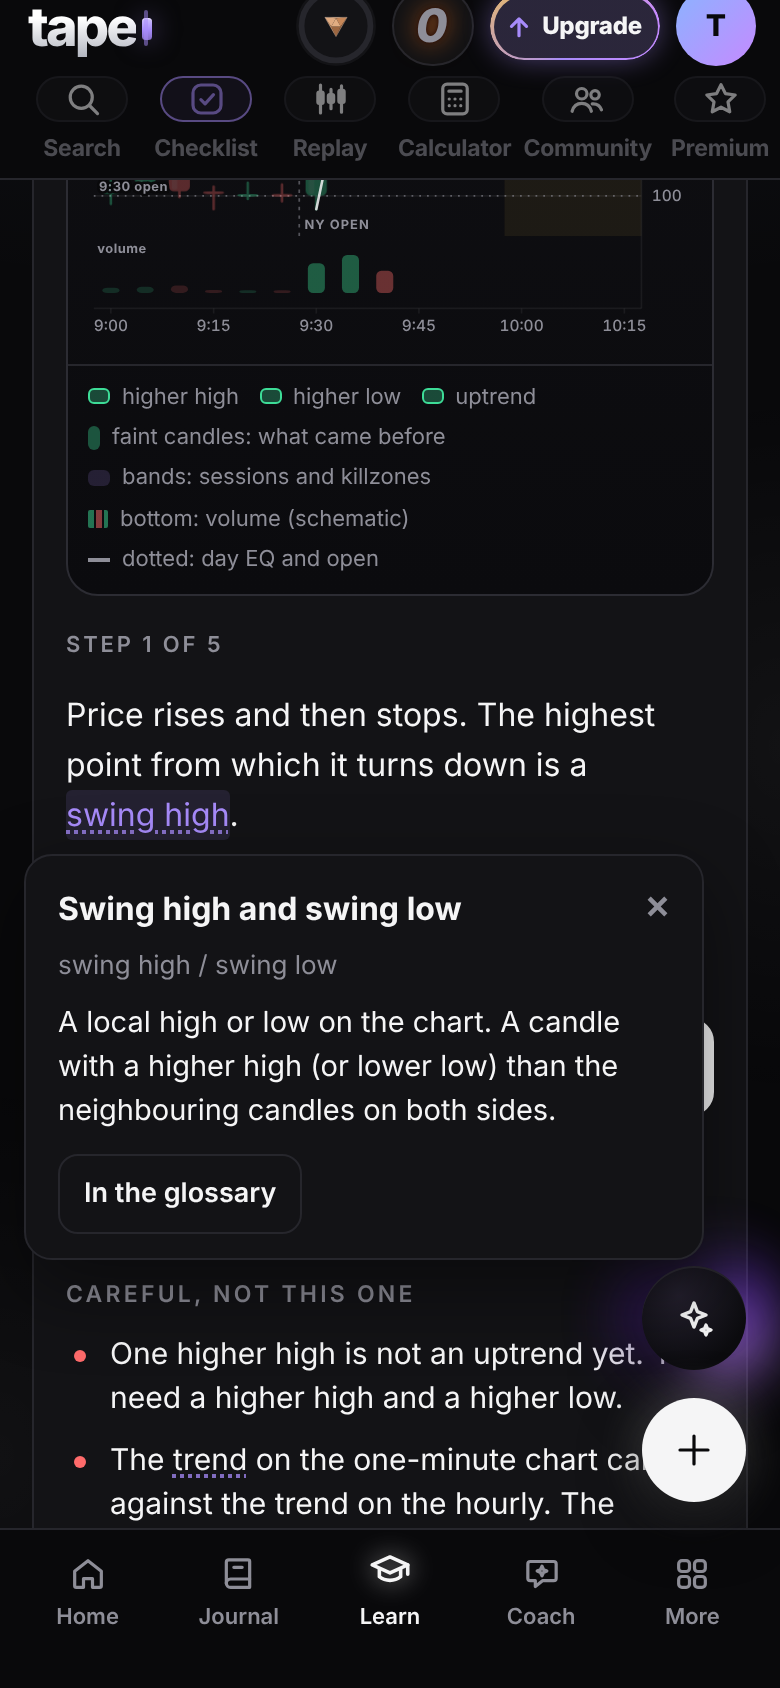 tape
0
Upgrade
T
Search Checklist Replay Calculator Community Premium
9:30 open
100
NY OPEN
volume
9:00 9:15 9:30 9:45 10:00 10:15
higher high higher low uptrend
faint candles: what came before
bands: sessions and killzones
bottom: volume (schematic)
dotted: day EQ and open
STEP 1 OF 5
Price rises and then stops. The highest
point from which it turns down is a
swing high.
Swing high and swing low
swing high / swing low
A local high or low on the chart. A candle
with a higher high (or lower low) than the
neighbouring candles on both sides.
In the glossary
CAREFUL, NOT THIS ONE
One higher high is not an uptrend yet.
need a higher high and a higher low.
The trend on the one-minute chart
against the trend on the hourly. The
Home Journal Learn Coach More